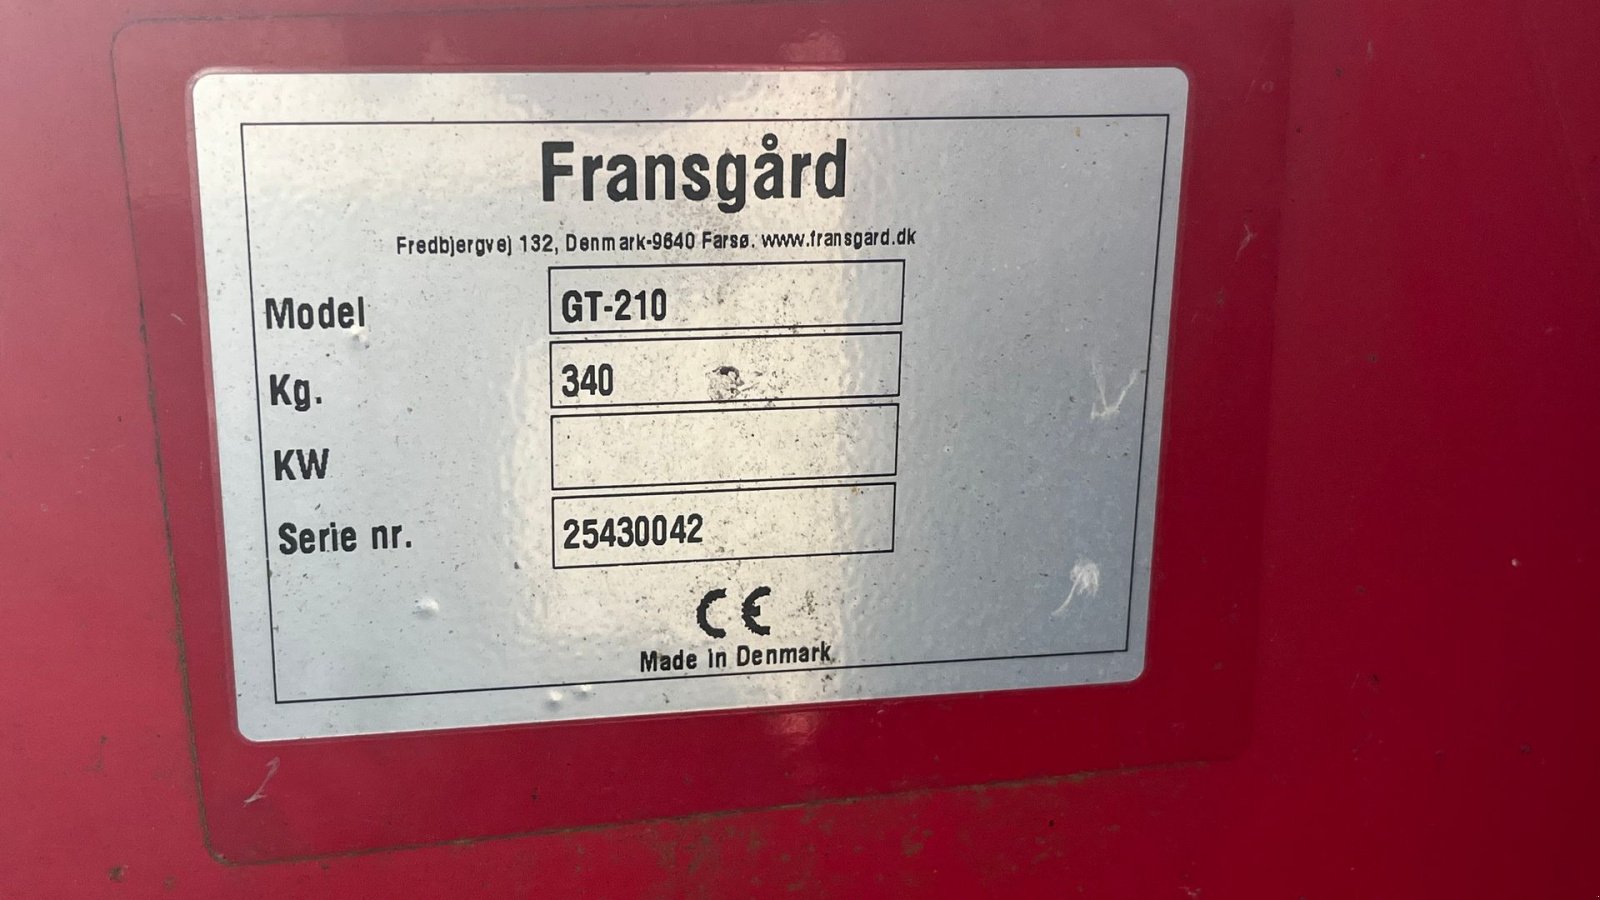 Fransgård
Fredbjergvej 132, Denmark-9640 Farsø. www.fransgard.dk
Model GT-210
Kg. 340
KW
Serie nr. 25430042
CE
Made in Denmark.